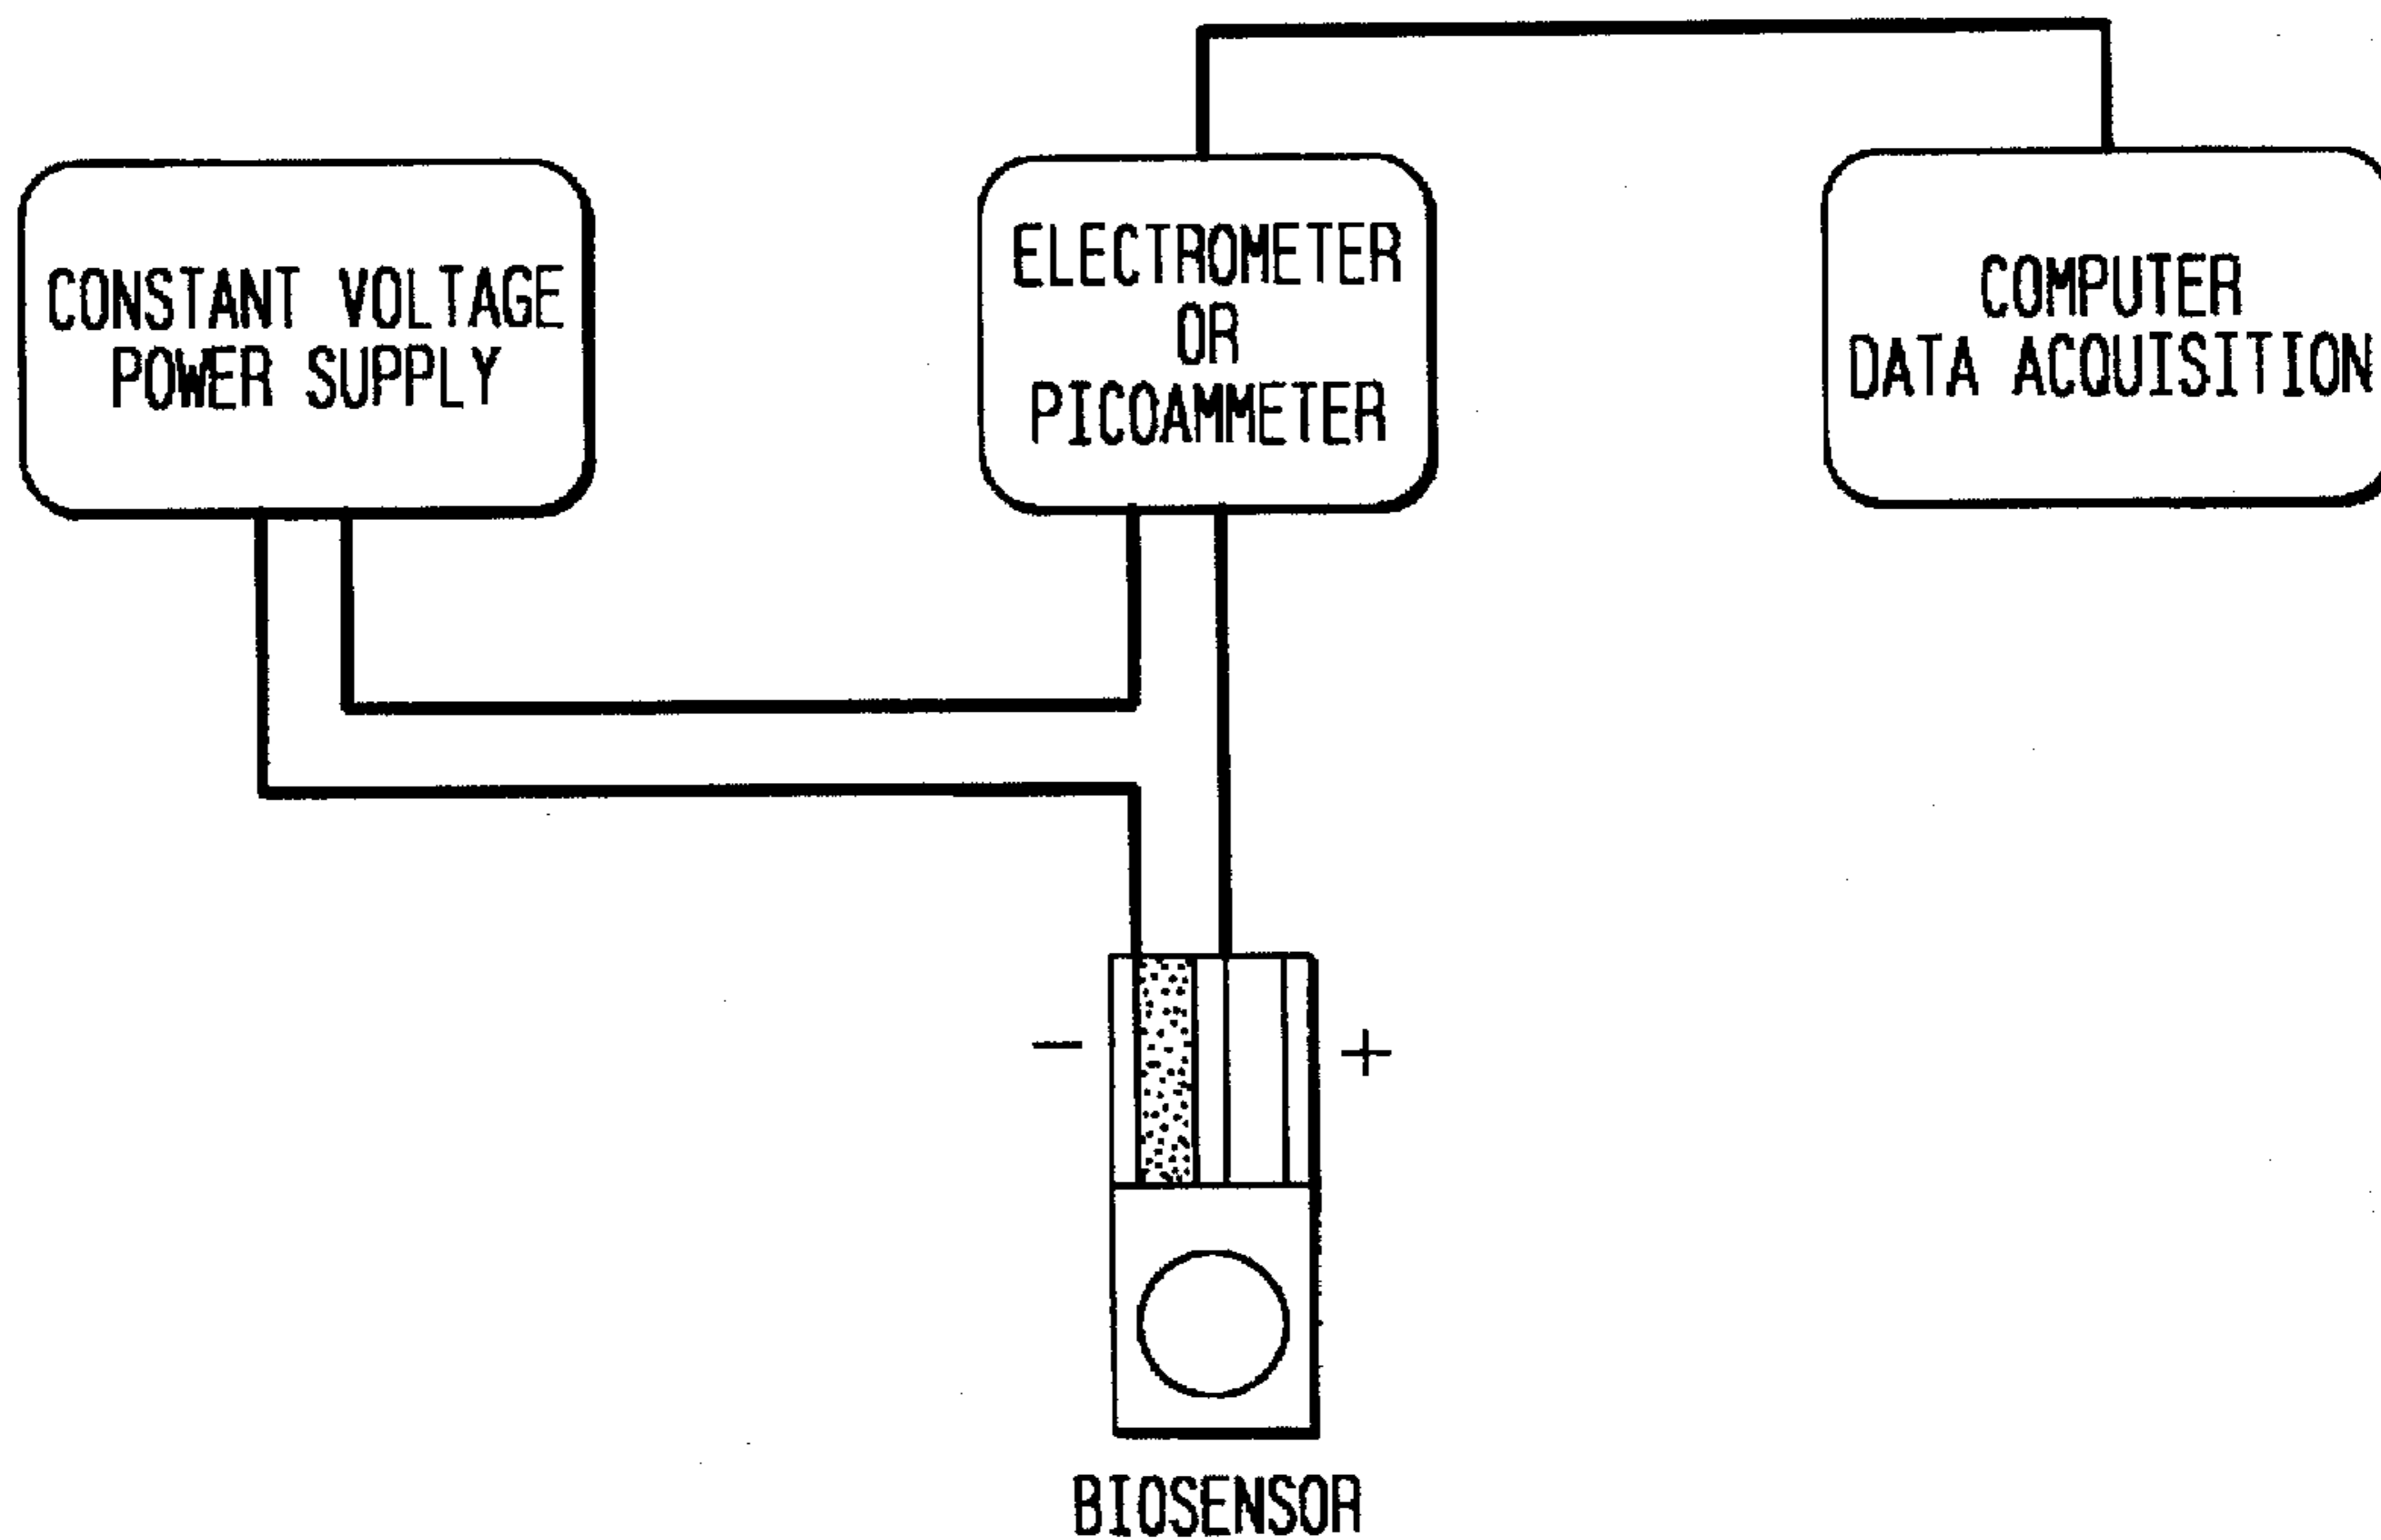 CONSTANT VOLTAGE
POWER SUPPLY
ELECTROMETER
OR
PICOAMMETER
COMPUTER
DATA ACQUISITION
−
+
BIOSENSOR